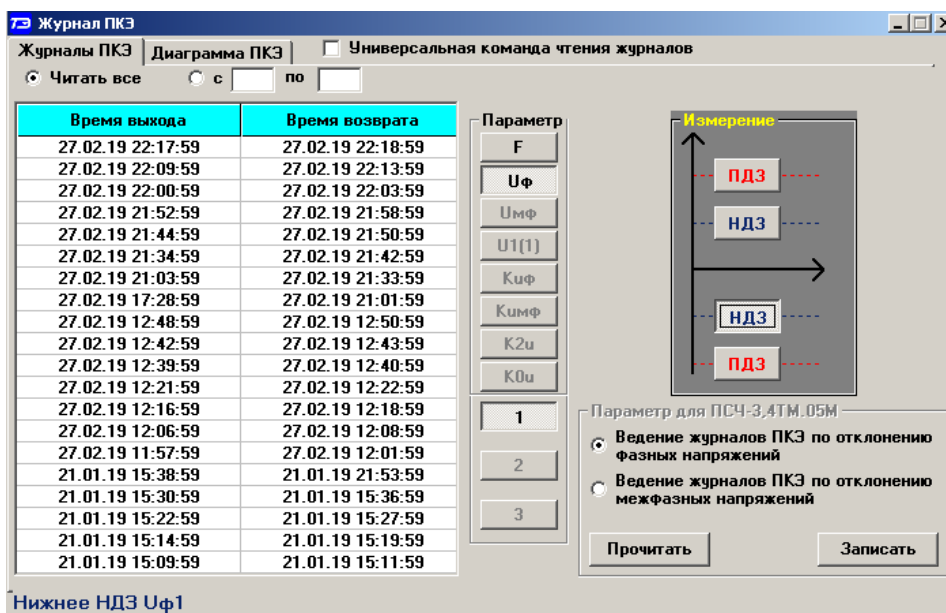 ТЭ Журнал ПКЭ
Журналы ПКЭ Диаграмма ПКЭ Универсальная команда чтения журналов
Читать все с по
Время выхода Время возврата
27.02.19 22:17:59 27.02.19 22:18:59
27.02.19 22:09:59 27.02.19 22:13:59
27.02.19 22:00:59 27.02.19 22:03:59
27.02.19 21:52:59 27.02.19 21:58:59
27.02.19 21:44:59 27.02.19 21:50:59
27.02.19 21:34:59 27.02.19 21:42:59
27.02.19 21:03:59 27.02.19 21:33:59
27.02.19 17:28:59 27.02.19 21:01:59
27.02.19 12:48:59 27.02.19 12:50:59
27.02.19 12:42:59 27.02.19 12:43:59
27.02.19 12:39:59 27.02.19 12:40:59
27.02.19 12:21:59 27.02.19 12:22:59
27.02.19 12:16:59 27.02.19 12:18:59
27.02.19 12:06:59 27.02.19 12:08:59
27.02.19 11:57:59 27.02.19 12:01:59
21.01.19 15:38:59 21.01.19 21:53:59
21.01.19 15:30:59 21.01.19 15:36:59
21.01.19 15:22:59 21.01.19 15:27:59
21.01.19 15:14:59 21.01.19 15:19:59
21.01.19 15:09:59 21.01.19 15:11:59
Параметр
F
Uф
Uмф
U1(1)
Kuф
Kuмф
K2u
K0u
1
2
3
Измерение
ПДЗ
НДЗ
НДЗ
ПДЗ
Параметр для ПСЧ-3,4ТМ.05М
Ведение журналов ПКЭ по отклонению
фазных напряжений
Ведение журналов ПКЭ по отклонению
межфазных напряжений
Прочитать Записать
Нижнее НДЗ Uф1